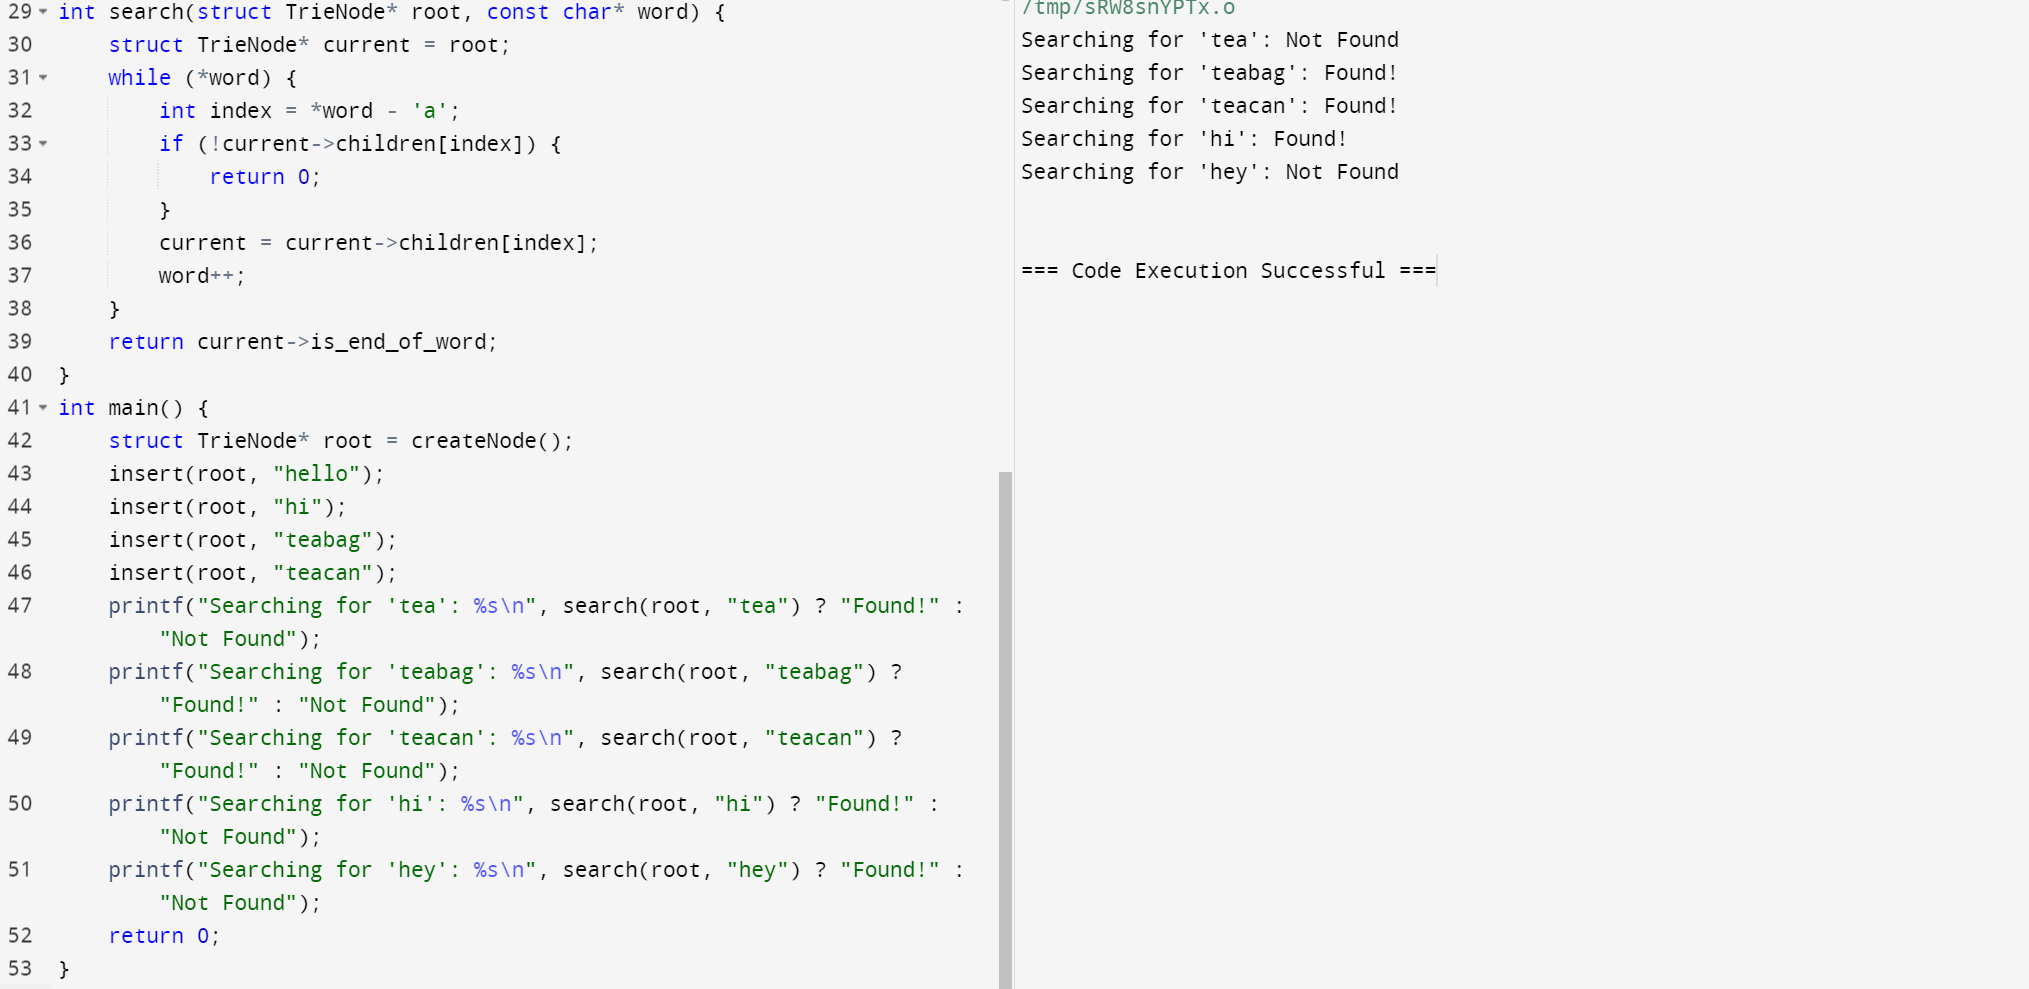 29 int search(struct TrieNode* root, const char* word) {
30     struct TrieNode* current = root;
31     while (*word) {
32         int index = *word - 'a';
33         if (!current->children[index]) {
34             return 0;
35         }
36         current = current->children[index];
37         word++;
38     }
39     return current->is_end_of_word;
40 }
41 int main() {
42     struct TrieNode* root = createNode();
43     insert(root, "hello");
44     insert(root, "hi");
45     insert(root, "teabag");
46     insert(root, "teacan");
47     printf("Searching for 'tea': %s\n", search(root, "tea") ? "Found!" :
           "Not Found");
48     printf("Searching for 'teabag': %s\n", search(root, "teabag") ?
           "Found!" : "Not Found");
49     printf("Searching for 'teacan': %s\n", search(root, "teacan") ?
           "Found!" : "Not Found");
50     printf("Searching for 'hi': %s\n", search(root, "hi") ? "Found!" :
           "Not Found");
51     printf("Searching for 'hey': %s\n", search(root, "hey") ? "Found!" :
           "Not Found");
52     return 0;
53 }
/tmp/sRW8snYPTx.o
Searching for 'tea': Not Found
Searching for 'teabag': Found!
Searching for 'teacan': Found!
Searching for 'hi': Found!
Searching for 'hey': Not Found
=== Code Execution Successful ===